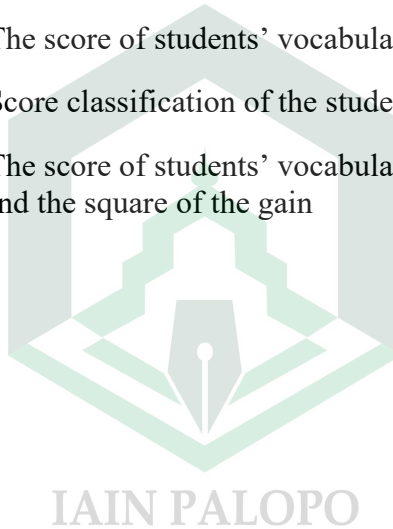 The score of students’ vocabula
Score classification of the stude
The score of students’ vocabula
nd the square of the gain
IAIN PALOPO